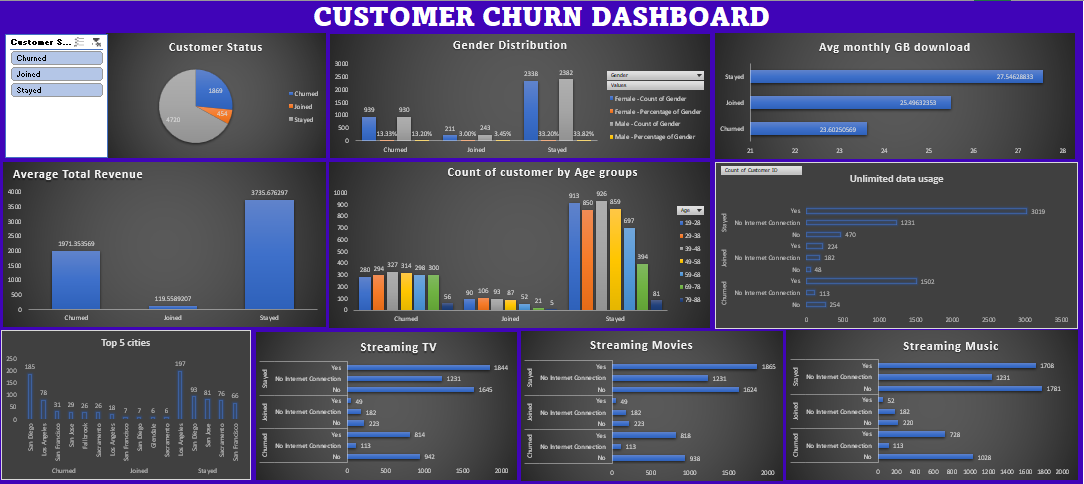 CUSTOMER CHURN DASHBOARD
Customer S...
Churned
Joined
Stayed
Customer Status
1869
454
4720
Churned
Joined
Stayed
Gender Distribution
3000
2500
2000
1500
1000
500
0
939
13.33%
930
13.20%
211
3.00%
243
3.45%
2338
33.20%
2382
33.82%
Churned
Joined
Stayed
Gender
Values
Female - Count of Gender
Female - Percentage of Gender
Male - Count of Gender
Male - Percentage of Gender
Avg monthly GB download
Stayed
27.54628833
Joined
25.49632353
Churned
23.60250569
21 22 23 24 25 26 27 28
Average Total Revenue
4000
3500
3000
2500
2000
1500
1000
500
0
1971.353569
119.5589207
3735.676297
Churned
Joined
Stayed
Count of customer by Age groups
1000
900
800
700
600
500
400
300
200
100
0
280 294 327 314 298 300 56
90 106 93 87 52 21 5
913 850 926 859 697 394 81
Churned
Joined
Stayed
Age
19-28
29-38
39-48
49-58
59-68
69-78
79-88
Count of Customer ID
Unlimited data usage
Stayed
Yes 3019
No Internet Connection 1231
No 470
Joined
Yes 224
No Internet Connection 182
No 48
Churned
Yes 1502
No Internet Connection 113
No 254
0 500 1000 1500 2000 2500 3000 3500
Top 5 cities
250
200
150
100
50
0
185 78 31 29 26 26 18 7 7 6 6 197 93 81 76 66
San Diego
Los Angeles
San Francisco
San Jose
Fallbrook
Sacramento
Los Angeles
San Francisco
San Diego
Glendale
Sacramento
Los Angeles
San Diego
San Jose
Sacramento
San Francisco
Churned
Joined
Stayed
Streaming TV
Stayed
Yes 1844
No Internet Connection 1231
No 1645
Joined
Yes 49
No Internet Connection 182
No 223
Churned
Yes 814
No Internet Connection 113
No 942
0 500 1000 1500 2000
Streaming Movies
Stayed
Yes 1865
No Internet Connection 1231
No 1624
Joined
Yes 49
No Internet Connection 182
No 223
Churned
Yes 818
No Internet Connection 113
No 938
0 500 1000 1500 2000
Streaming Music
Stayed
Yes 1708
No Internet Connection 1231
No 1781
Joined
Yes 52
No Internet Connection 182
No 220
Churned
Yes 728
No Internet Connection 113
No 1028
0 200 400 600 800 1000 1200 1400 1600 1800 2000